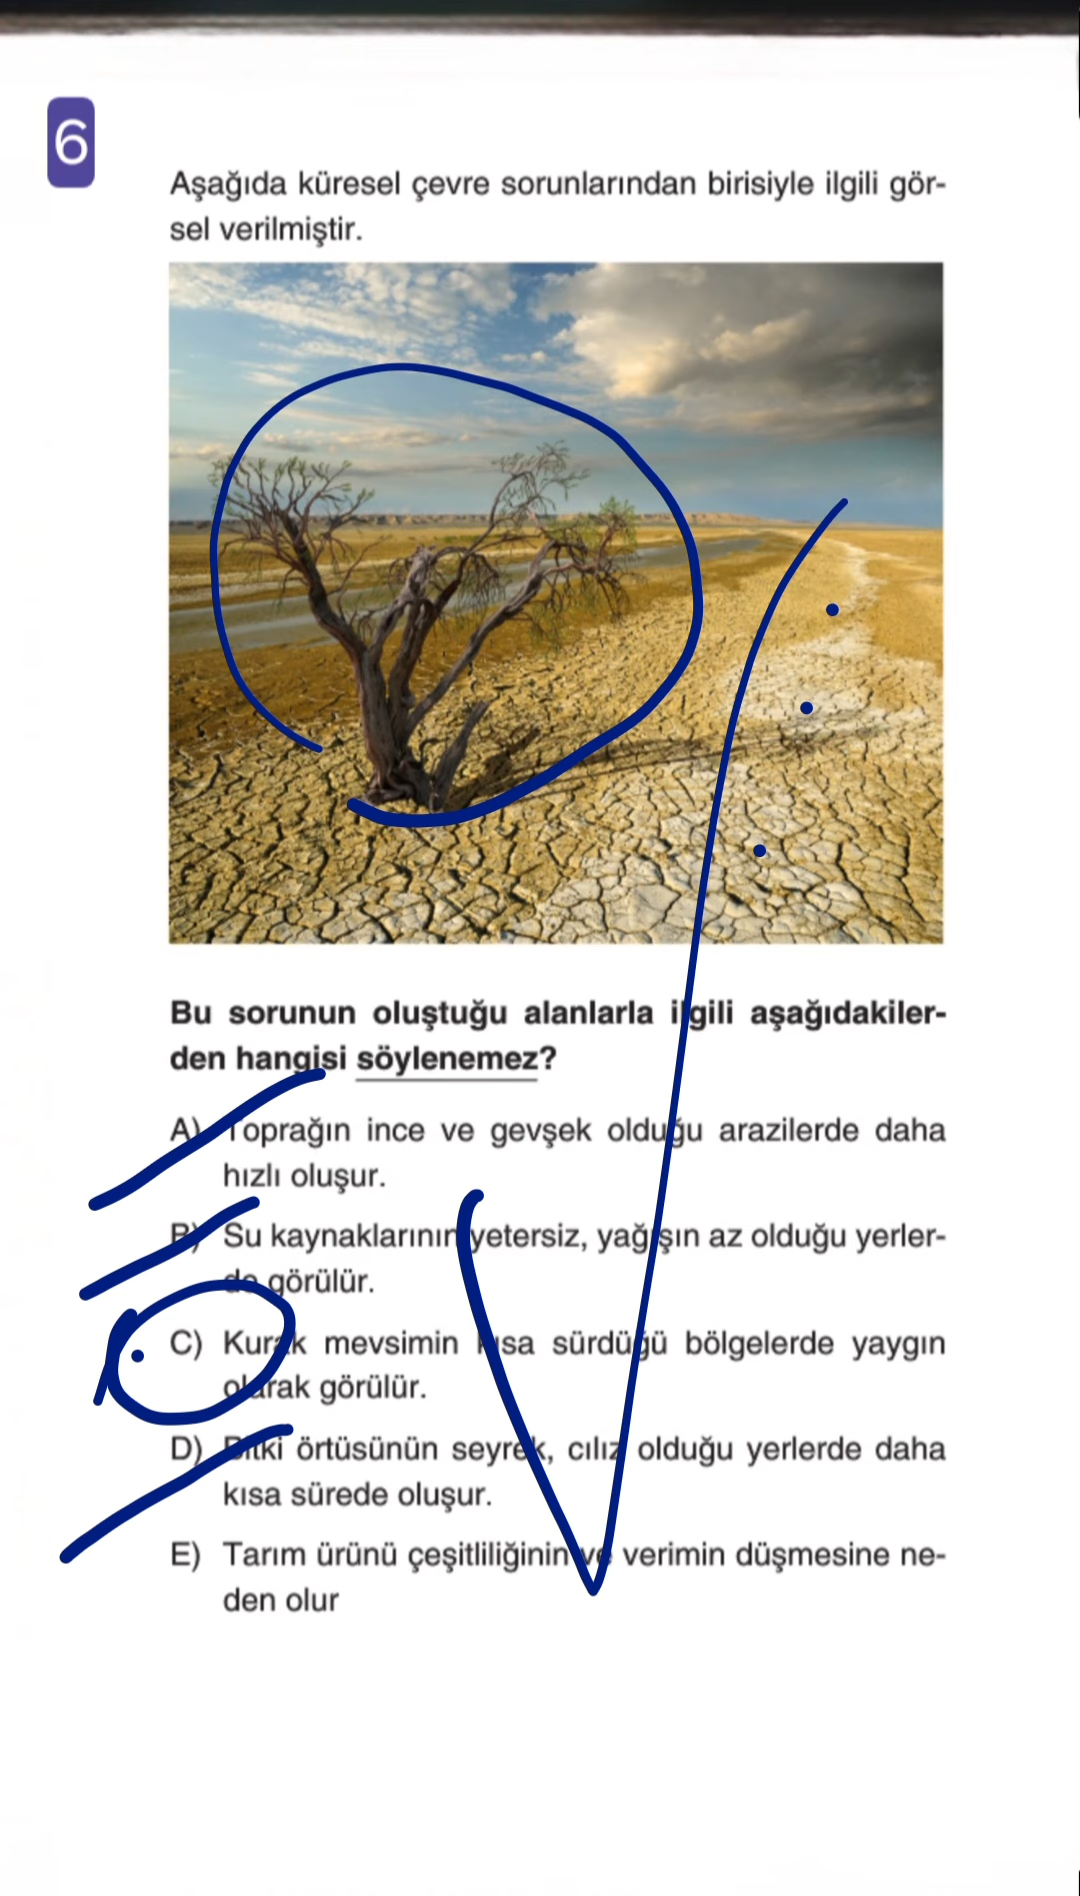 6
Aşağıda küresel çevre sorunlarından birisiyle ilgili gör-
sel verilmiştir.
Bu sorunun oluştuğu alanlarla ilgili aşağıdakiler-
den hangisi söylenemez?
A) Toprağın ince ve gevşek olduğu arazilerde daha
hızlı oluşur.
B) Su kaynaklarının yetersiz, yağışın az olduğu yerler-
de görülür.
C) Kurak mevsimin kısa sürdüğü bölgelerde yaygın
olarak görülür.
D) Bitki örtüsünün seyrek, cılız olduğu yerlerde daha
kısa sürede oluşur.
E) Tarım ürünü çeşitliliğinin ve verimin düşmesine ne-
den olur